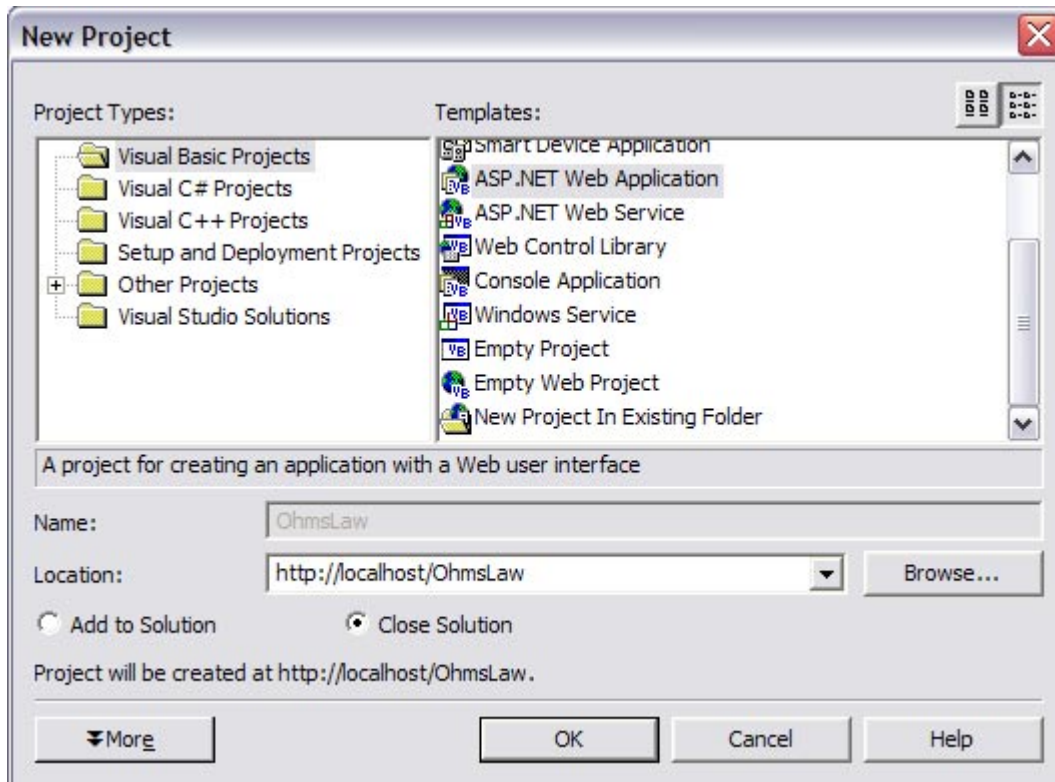 New Project
Project Types:
Templates:
Visual Basic Projects
Visual C# Projects
Visual C++ Projects
Setup and Deployment Projects
Other Projects
Visual Studio Solutions
Smart Device Application
ASP.NET Web Application
ASP.NET Web Service
Web Control Library
Console Application
Windows Service
Empty Project
Empty Web Project
New Project In Existing Folder
A project for creating an application with a Web user interface
Name: OhmsLaw
Location: http://localhost/OhmsLaw Browse...
Add to Solution Close Solution
Project will be created at http://localhost/OhmsLaw.
More OK Cancel Help